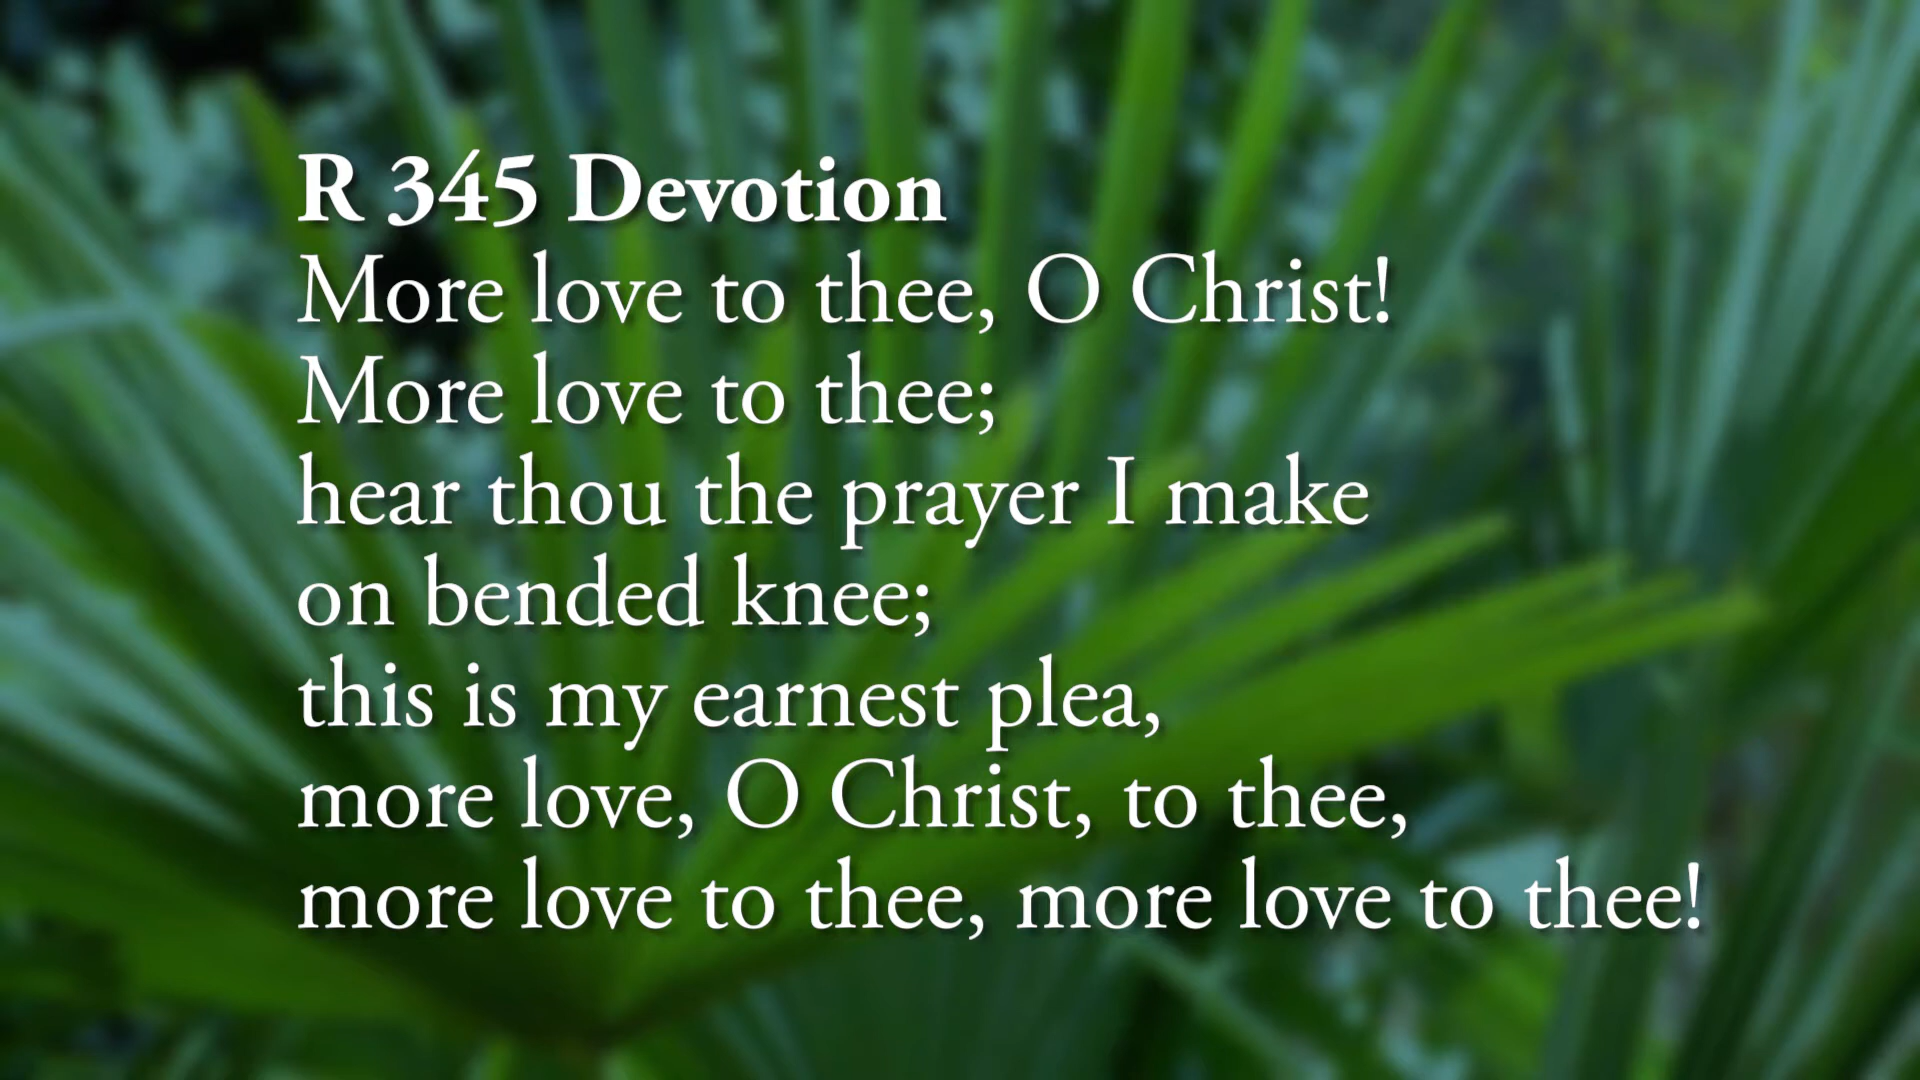 R 345 Devotion
More love to thee, O Christ!
More love to thee;
hear thou the prayer I make
on bended knee;
this is my earnest plea,
more love, O Christ, to thee,
more love to thee, more love to thee!